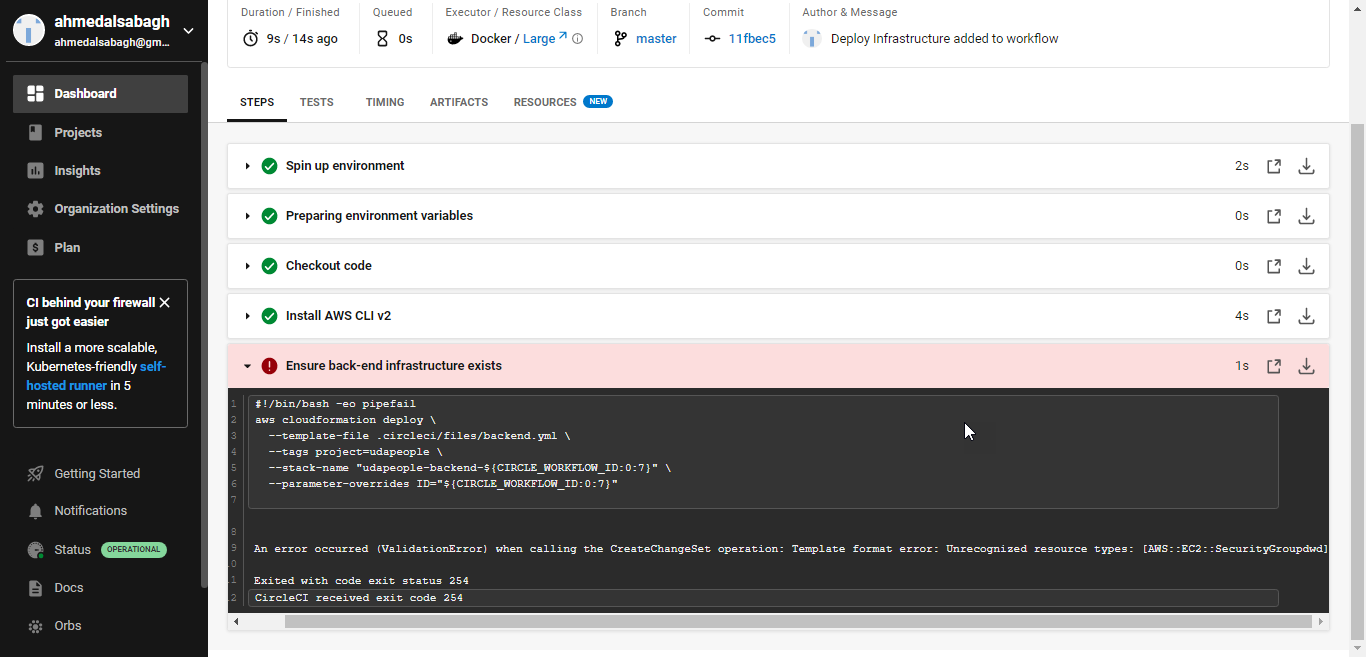 ahmedalsabagh
ahmedalsabagh@gm...
Dashboard
Projects
Insights
Organization Settings
$ Plan
CI behind your firewall
just got easier
Install a more scalable,
Kubernetes-friendly self-
hosted runner in 5
minutes or less.
Getting Started
Notifications
Status OPERATIONAL
Docs
Orbs
Duration / Finished
9s / 14s ago
Queued
0s
Executor / Resource Class
Docker / Large
Branch
master
Commit
11fbec5
Author & Message
Deploy Infrastructure added to workflow
STEPS TESTS TIMING ARTIFACTS RESOURCES NEW
Spin up environment 2s
Preparing environment variables 0s
Checkout code 0s
Install AWS CLI v2 4s
Ensure back-end infrastructure exists 1s
1 #!/bin/bash -eo pipefail
2 aws cloudformation deploy \
3 --template-file .circleci/files/backend.yml \
4 --tags project=udapeople \
5 --stack-name "udapeople-backend-${CIRCLE_WORKFLOW_ID:0:7}" \
6 --parameter-overrides ID="${CIRCLE_WORKFLOW_ID:0:7}"
7
8
9 An error occurred (ValidationError) when calling the CreateChangeSet operation: Template format error: Unrecognized resource types: [AWS::EC2::SecurityGroupdwd]
0
1 Exited with code exit status 254
2 CircleCI received exit code 254